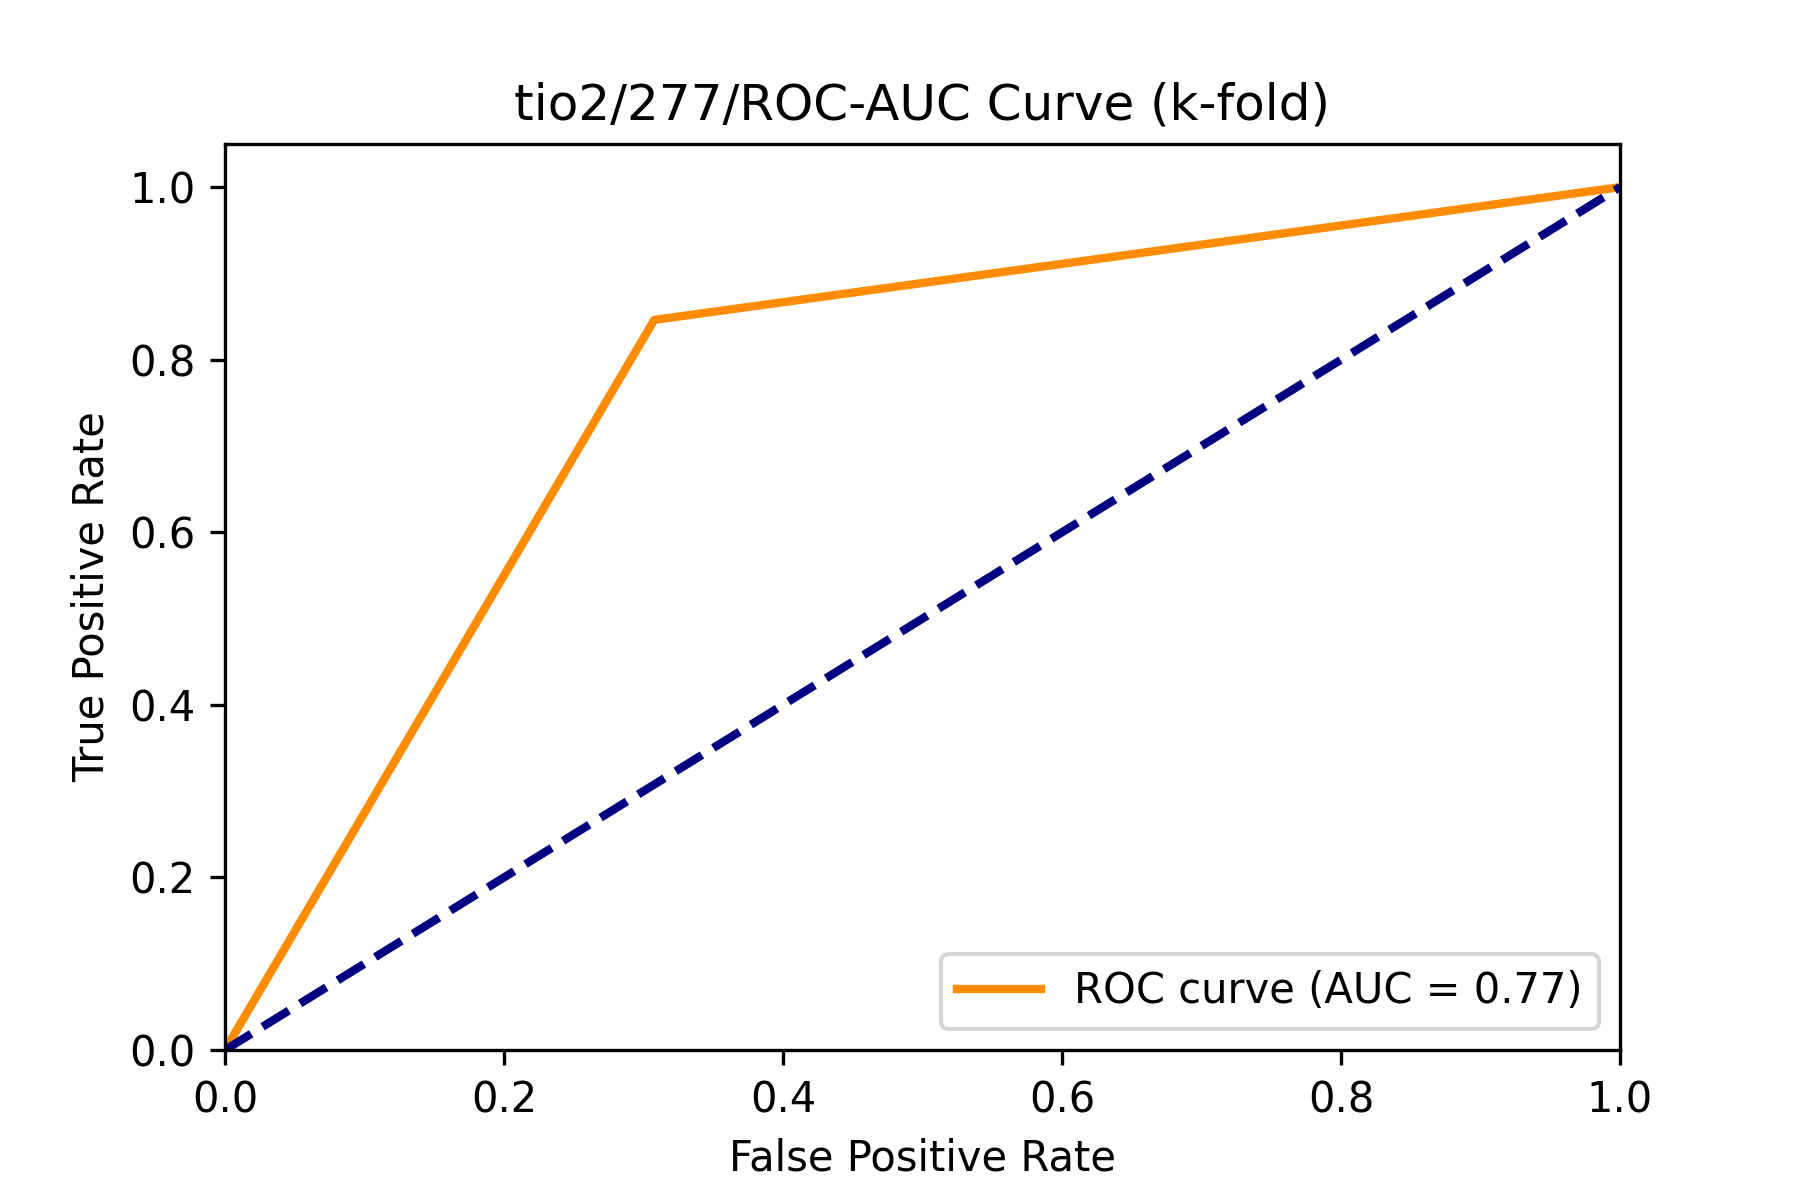 tio2/277/ROC-AUC Curve (k-fold)
1.0
0.8
0.6
0.4
0.2
0.0
True Positive Rate
ROC curve (AUC = 0.77)
0.0 0.2 0.4 0.6 0.8 1.0
False Positive Rate